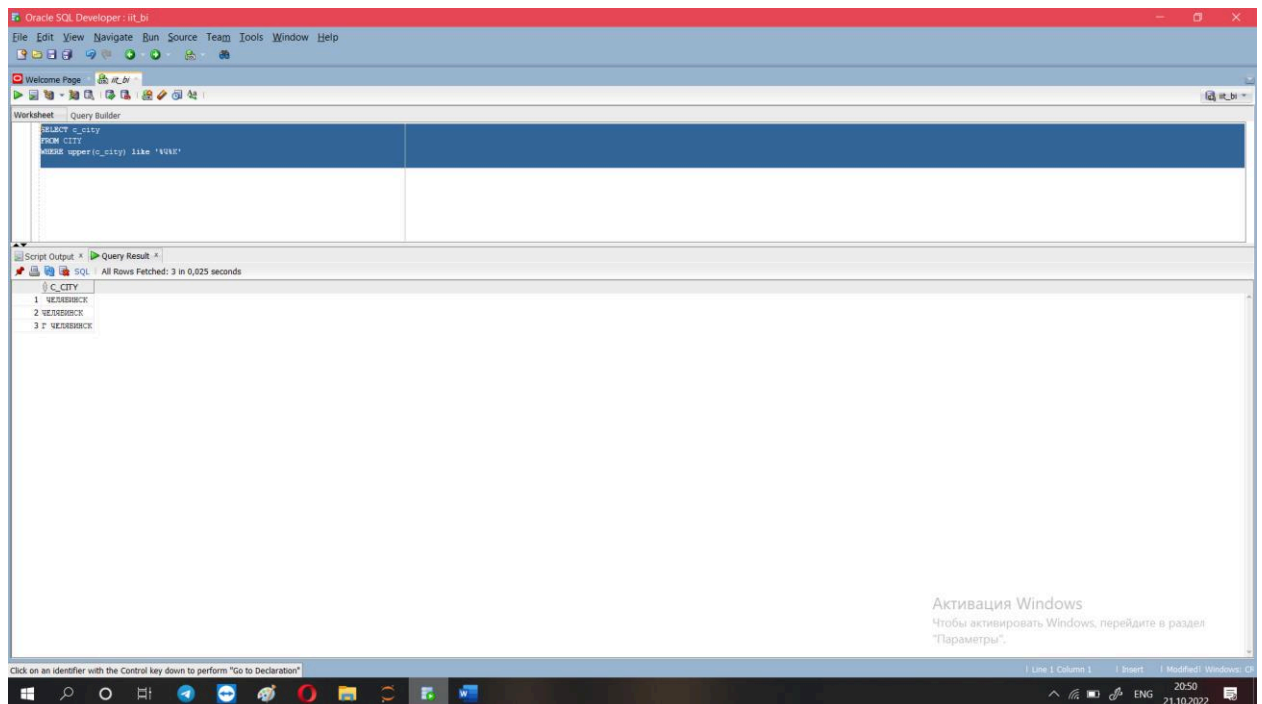 Oracle SQL Developer : iit_bi
File Edit View Navigate Run Source Team Tools Window Help
Welcome Page iit_bi
iit_bi
Worksheet Query Builder
SELECT c_city
FROM CITY
WHERE upper(c_city) like '%Ч%К'
Script Output × Query Result ×
SQL All Rows Fetched: 3 in 0,025 seconds
C_CITY
1 ЧЕЛЯБИНСК
2 ЧЕЛЯБИНСК
3 Г ЧЕЛЯБИНСК
Активация Windows
Чтобы активировать Windows, перейдите в раздел
"Параметры".
Click on an identifier with the Control key down to perform "Go to Declaration"
Line 1 Column 1 Insert Modified Windows: CR
ENG
20:50
21.10.2022